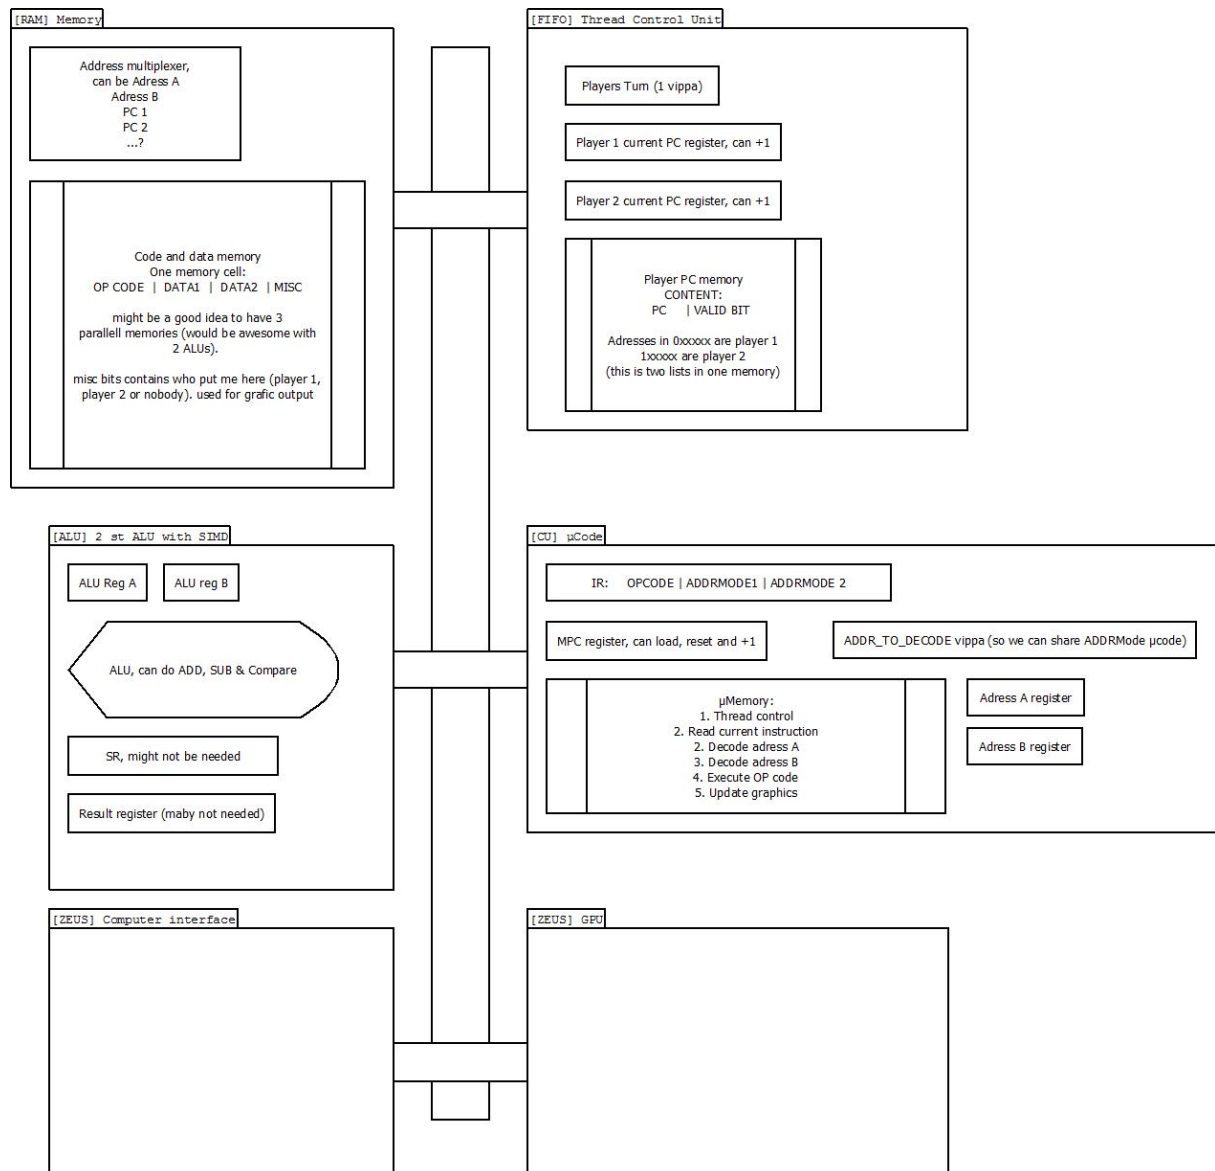 [RAM] Memory
Address multiplexer,
can be Adress A
Adress B
PC 1
PC 2
...?
Code and data memory
One memory cell:
OP CODE | DATA1 | DATA2 | MISC
might be a good idea to have 3
parallell memories (would be awesome with
2 ALUs).
misc bits contains who put me here (player 1,
player 2 or nobody). used for grafic output
[FIFO] Thread Control Unit
Players Turn (1 vippa)
Player 1 current PC register, can +1
Player 2 current PC register, can +1
Player PC memory
CONTENT:
PC | VALID BIT
Adresses in 0xxxxx are player 1
1xxxxx are player 2
(this is two lists in one memory)
[ALU] 2 st ALU with SIMD
ALU Reg A
ALU reg B
ALU, can do ADD, SUB & Compare
SR, might not be needed
Result register (maby not needed)
[CU] µCode
IR: OPCODE | ADDRMODE1 | ADDRMODE 2
MPC register, can load, reset and +1
ADDR_TO_DECODE vippa (so we can share ADDRMode µcode)
µMemory:
1. Thread control
2. Read current instruction
2. Decode adress A
3. Decode adress B
4. Execute OP code
5. Update graphics
Adress A register
Adress B register
[ZEUS] Computer interface
[ZEUS] GPU